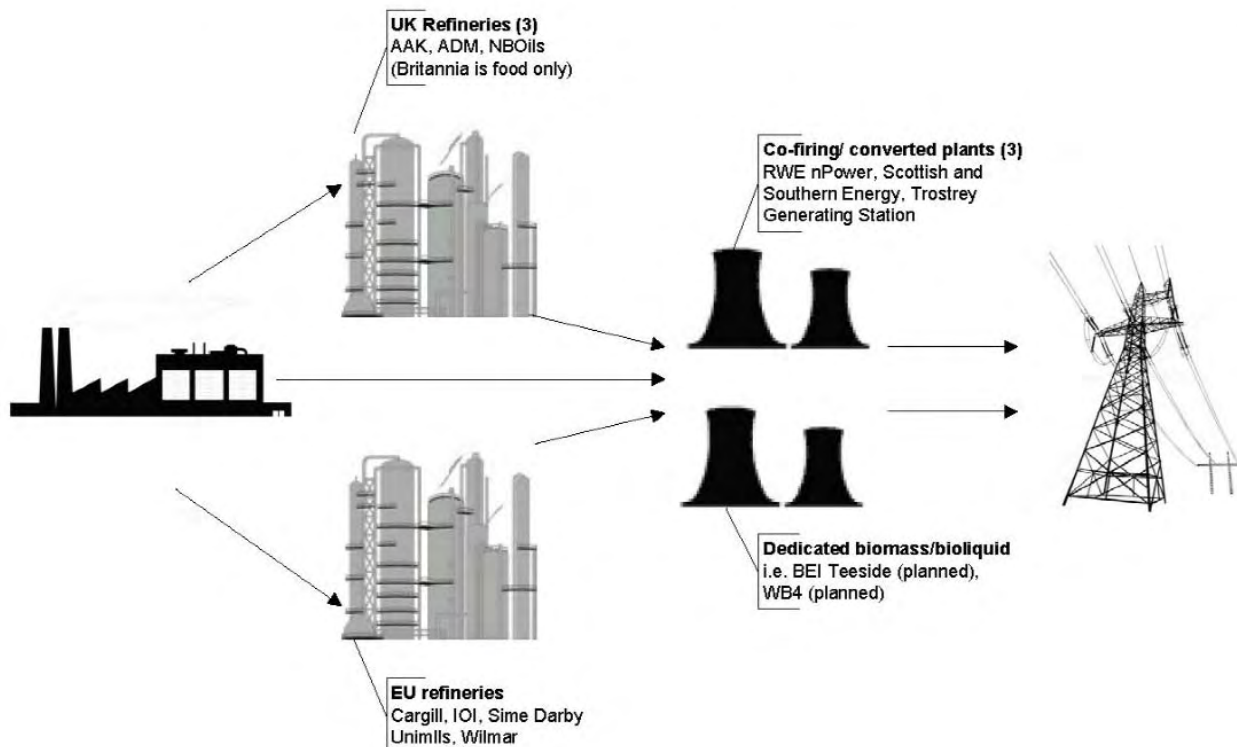 UK Refineries (3)
AAK, ADM, NBOils
(Britannia is food only)
Co-firing/ converted plants (3)
RWE nPower, Scottish and
Southern Energy, Trostrey
Generating Station
Dedicated biomass/bioliquid
i.e. BEI Teeside (planned),
WB4 (planned)
EU refineries
Cargill, IOI, Sime Darby
Unimlls, Wilmar